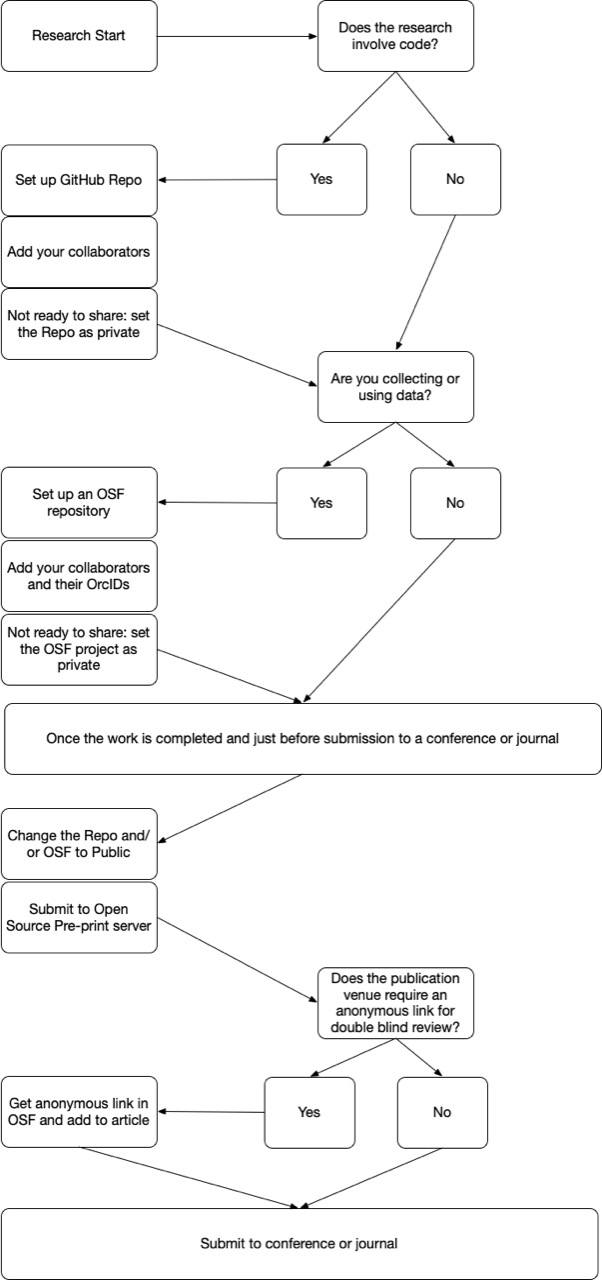 Research Start
Does the research
involve code?
Yes
No
Set up GitHub Repo
Add your collaborators
Not ready to share: set
the Repo as private
Are you collecting or
using data?
Yes
No
Set up an OSF
repository
Add your collaborators
and their OrcIDs
Not ready to share: set
the OSF project as
private
Once the work is completed and just before submission to a conference or journal
Change the Repo and/
or OSF to Public
Submit to Open
Source Pre-print server
Does the publication
venue require an
anonymous link for
double blind review?
Yes
No
Get anonymous link in
OSF and add to article
Submit to conference or journal